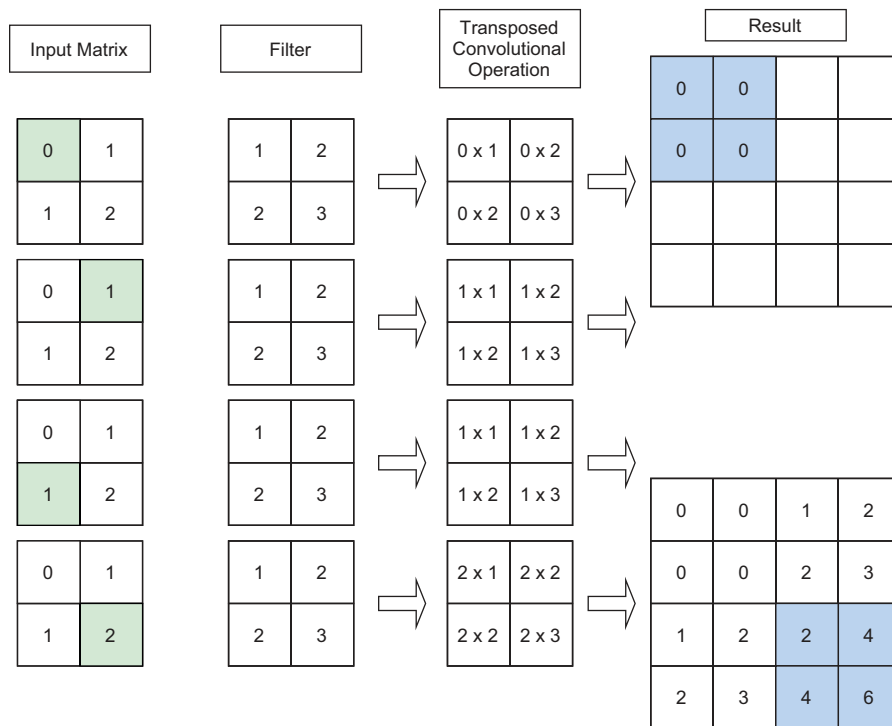 Input Matrix
Filter
Transposed
Convolutional
Operation
Result
0 1
1 2
1 2
2 3
0 x 1 0 x 2
0 x 2 0 x 3
0 0
0 0
0 1
1 2
1 2
2 3
1 x 1 1 x 2
1 x 2 1 x 3
0 1
1 2
1 2
2 3
1 x 1 1 x 2
1 x 2 1 x 3
0 1
1 2
1 2
2 3
2 x 1 2 x 2
2 x 2 2 x 3
0 0 1 2
0 0 2 3
1 2 2 4
2 3 4 6